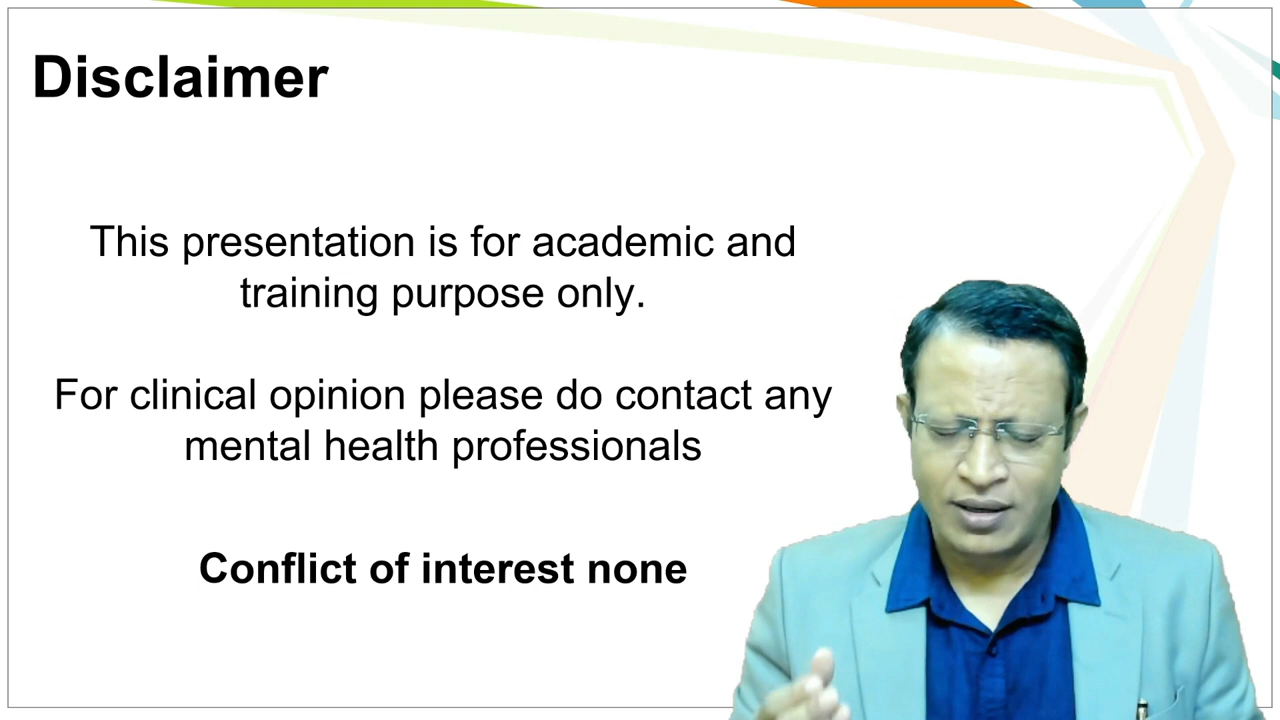 Disclaimer
This presentation is for academic and
training purpose only.
For clinical opinion please do contact any
mental health professionals
Conflict of interest none